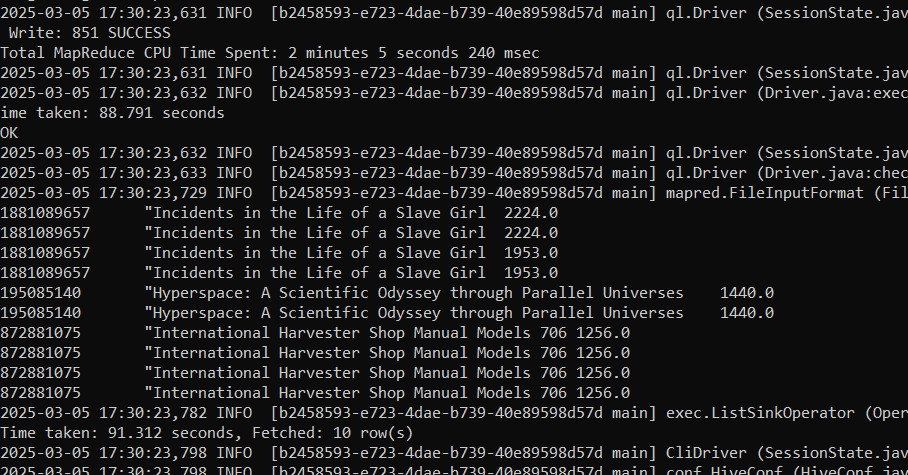 2025-03-05 17:30:23,631 INFO  [b2458593-e723-4dae-b739-40e89598d57d main] ql.Driver (SessionState.jav
 Write: 851 SUCCESS
Total MapReduce CPU Time Spent: 2 minutes 5 seconds 240 msec
2025-03-05 17:30:23,631 INFO  [b2458593-e723-4dae-b739-40e89598d57d main] ql.Driver (SessionState.jav
2025-03-05 17:30:23,632 INFO  [b2458593-e723-4dae-b739-40e89598d57d main] ql.Driver (Driver.java:exec
ime taken: 88.791 seconds
OK
2025-03-05 17:30:23,632 INFO  [b2458593-e723-4dae-b739-40e89598d57d main] ql.Driver (SessionState.jav
2025-03-05 17:30:23,633 INFO  [b2458593-e723-4dae-b739-40e89598d57d main] ql.Driver (Driver.java:chec
2025-03-05 17:30:23,729 INFO  [b2458593-e723-4dae-b739-40e89598d57d main] mapred.FileInputFormat (Fil
1881089657      "Incidents in the Life of a Slave Girl  2224.0
1881089657      "Incidents in the Life of a Slave Girl  2224.0
1881089657      "Incidents in the Life of a Slave Girl  1953.0
1881089657      "Incidents in the Life of a Slave Girl  1953.0
195085140       "Hyperspace: A Scientific Odyssey through Parallel Universes    1440.0
195085140       "Hyperspace: A Scientific Odyssey through Parallel Universes    1440.0
872881075       "International Harvester Shop Manual Models 706 1256.0
872881075       "International Harvester Shop Manual Models 706 1256.0
872881075       "International Harvester Shop Manual Models 706 1256.0
872881075       "International Harvester Shop Manual Models 706 1256.0
2025-03-05 17:30:23,782 INFO  [b2458593-e723-4dae-b739-40e89598d57d main] exec.ListSinkOperator (Oper
Time taken: 91.312 seconds, Fetched: 10 row(s)
2025-03-05 17:30:23,798 INFO  [b2458593-e723-4dae-b739-40e89598d57d main] CliDriver (SessionState.jav
2025-03-05 17:30:23,798 INFO  [b2458593-e723-4dae-b739-40e89598d57d main] conf.HiveConf (HiveConf.jav